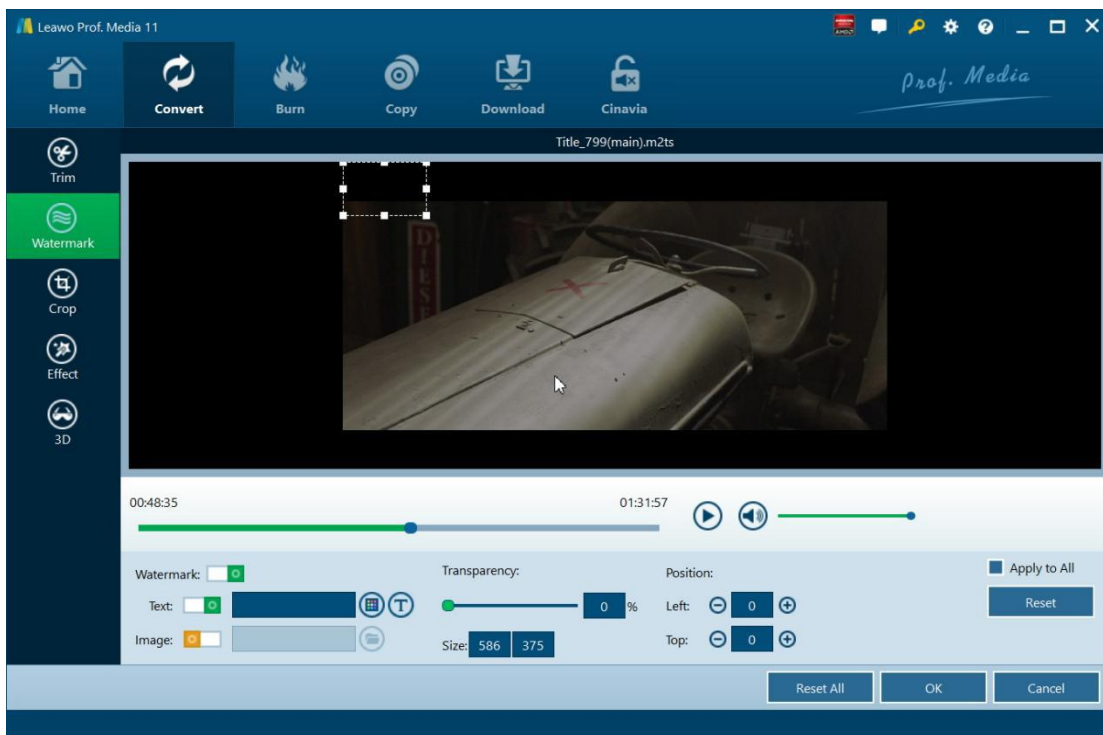 Leawo Prof. Media 11
AMD
Home
Convert
Burn
Copy
Download
Cinavia
Prof. Media
Title_799(main).m2ts
Trim
Watermark
Crop
Effect
3D
DIESE
00:48:35
01:31:57
Watermark:
Transparency:
Position:
Apply to All
Text:
T
0 %
Left:
0
Reset
Image:
Size: 586 375
Top:
0
Reset All
OK
Cancel